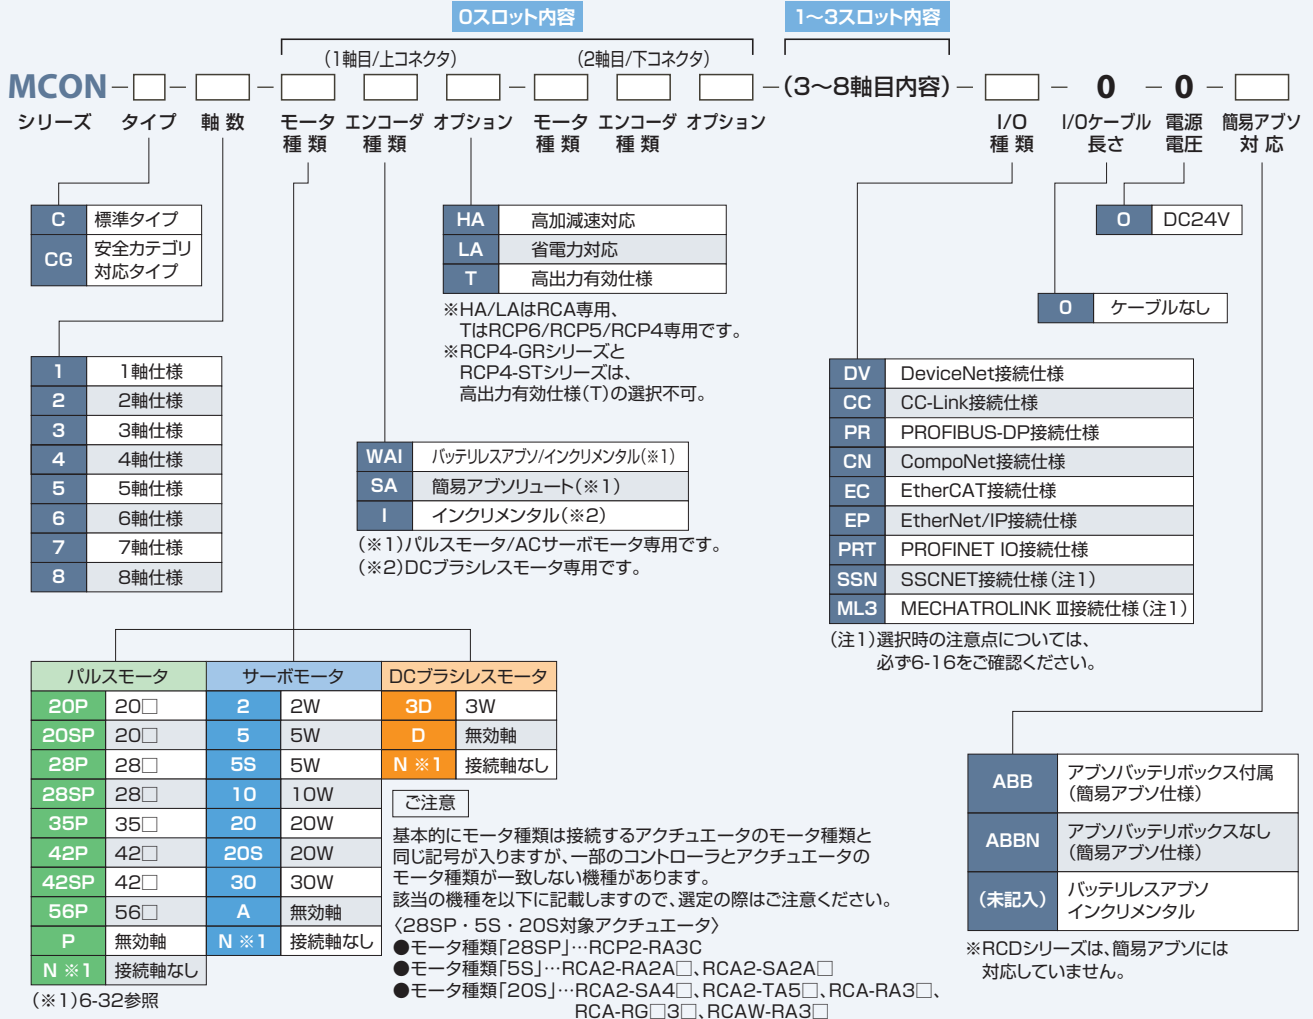 0スロット内容
1～3スロット内容
(1軸目/上コネクタ)
(2軸目/下コネクタ)
MCON－□－□－□□□－□□□－(3～8軸目内容)－□－0－0－□
シリーズ
タイプ
軸 数
モータ
種 類
エンコーダ
種 類
オプション
モータ
種 類
エンコーダ
種 類
オプション
I/O
種 類
I/Oケーブル
長さ
電源
電圧
簡易アブソ
対 応
C 標準タイプ
CG 安全カテゴリ
対応タイプ
1 1軸仕様
2 2軸仕様
3 3軸仕様
4 4軸仕様
5 5軸仕様
6 6軸仕様
7 7軸仕様
8 8軸仕様
HA 高加減速対応
LA 省電力対応
T 高出力有効仕様
※HA/LAはRCA専用、
TはRCP6/RCP5/RCP4専用です。
※RCP4-GRシリーズと
RCP4-STシリーズは、
高出力有効仕様(T)の選択不可。
WAI バッテリレスアブソ/インクリメンタル(※1)
SA 簡易アブソリュート(※1)
I インクリメンタル(※2)
(※1)パルスモータ/ACサーボモータ専用です。
(※2)DCブラシレスモータ専用です。
0 DC24V
0 ケーブルなし
DV DeviceNet接続仕様
CC CC-Link接続仕様
PR PROFIBUS-DP接続仕様
CN CompoNet接続仕様
EC EtherCAT接続仕様
EP EtherNet/IP接続仕様
PRT PROFINET IO接続仕様
SSN SSCNET接続仕様(注1)
ML3 MECHATROLINK Ⅲ接続仕様(注1)
(注1)選択時の注意点については、
必ず6-16をご確認ください。
パルスモータ サーボモータ DCブラシレスモータ
20P 20□ 2 2W 3D 3W
20SP 20□ 5 5W D 無効軸
28P 28□ 5S 5W N ※1 接続軸なし
28SP 28□ 10 10W
35P 35□ 20 20W
42P 42□ 20S 20W
42SP 42□ 30 30W
56P 56□ A 無効軸
P 無効軸 N ※1 接続軸なし
N ※1 接続軸なし
(※1)6-32参照
ご注意
基本的にモータ種類は接続するアクチュエータのモータ種類と
同じ記号が入りますが、一部のコントローラとアクチュエータの
モータ種類が一致しない機種があります。
該当の機種を以下に記載しますので、選定の際はご注意ください。
〈28SP・5S・20S対象アクチュエータ〉
●モータ種類「28SP」…RCP2-RA3C
●モータ種類「5S」…RCA2-RA2A□、RCA2-SA2A□
●モータ種類「20S」…RCA2-SA4□、RCA2-TA5□、RCA-RA3□、
RCA-RG□3□、RCAW-RA3□
ABB アブソバッテリボックス付属
(簡易アブソ仕様)
ABBN アブソバッテリボックスなし
(簡易アブソ仕様)
(未記入) バッテリレスアブソ
インクリメンタル
※RCDシリーズは、簡易アブソには
対応していません。